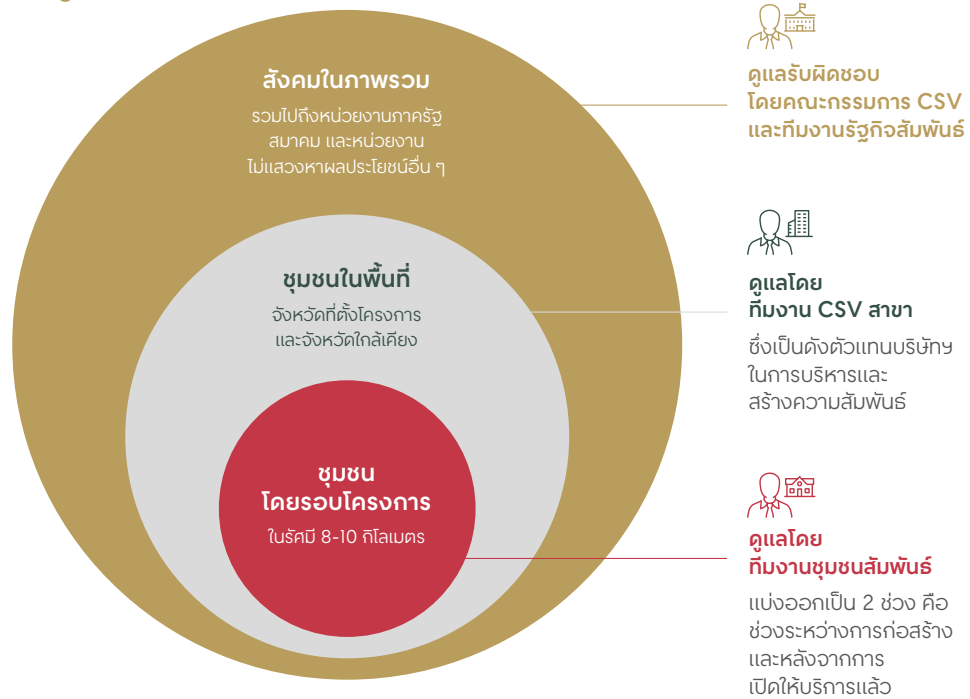 สังคมในภาพรวม
รวมไปถึงหน่วยงานภาครัฐ
สมาคม และหน่วยงาน
ไม่แสวงหาผลประโยชน์อื่น ๆ
ดูแลรับผิดชอบ
โดยคณะกรรมการ CSV
และทีมงานรัฐกิจสัมพันธ์
ชุมชนในพื้นที่
จังหวัดที่ตั้งโครงการ
และจังหวัดใกล้เคียง
ดูแลโดย
ทีมงาน CSV สาขา
ซึ่งเป็นดังตัวแทนบริษัทฯ
ในการบริหารและ
สร้างความสัมพันธ์
ชุมชน
โดยรอบโครงการ
ในรัศมี 8-10 กิโลเมตร
ดูแลโดย
ทีมงานชุมชนสัมพันธ์
แบ่งออกเป็น 2 ช่วง คือ
ช่วงระหว่างการก่อสร้าง
และหลังจากการ
เปิดให้บริการแล้ว